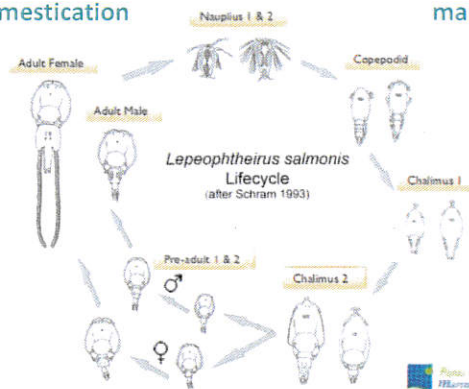 mestication
ma
Nauplius 1 & 2
Adult Female
Copepodid
Adult Male
Lepeophtheirus salmonis
Lifecycle
(after Schram 1993)
Chalimus 1
Pre-adult 1 & 2
♂
Chalimus 2
♀